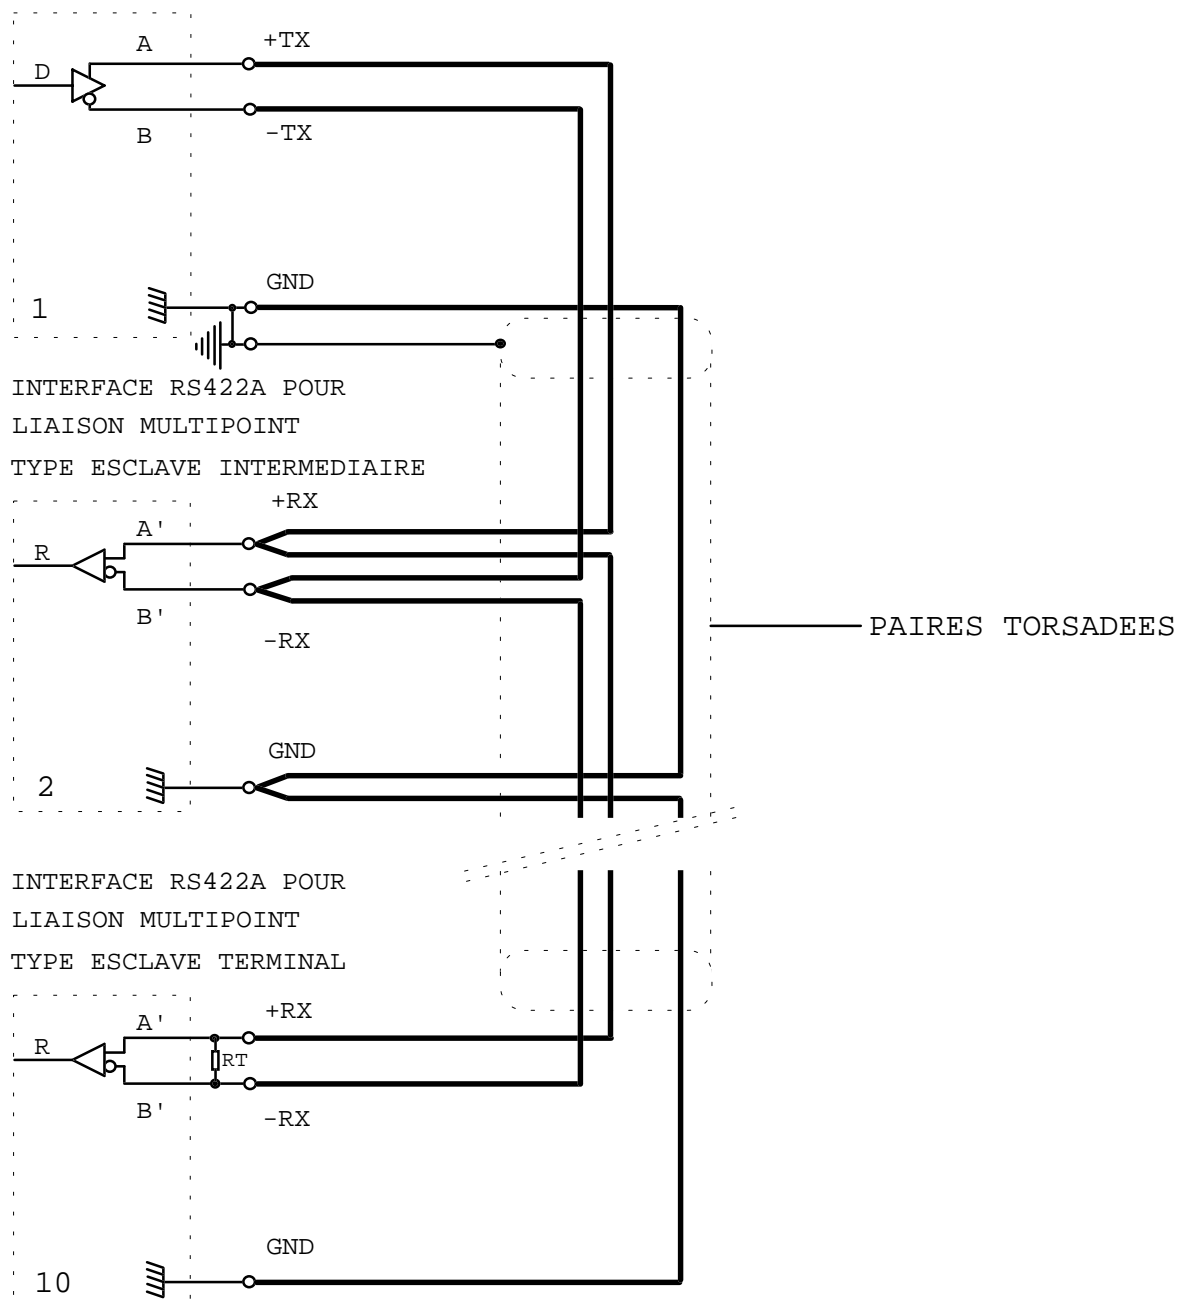 A
+TX
D
B
-TX
GND
1
INTERFACE RS422A POUR
LIAISON MULTIPOINT
TYPE ESCLAVE INTERMEDIAIRE
+RX
A'
R
B'
-RX
PAIRES TORSADEES
GND
2
INTERFACE RS422A POUR
LIAISON MULTIPOINT
TYPE ESCLAVE TERMINAL
+RX
A'
R
RT
B'
-RX
GND
10